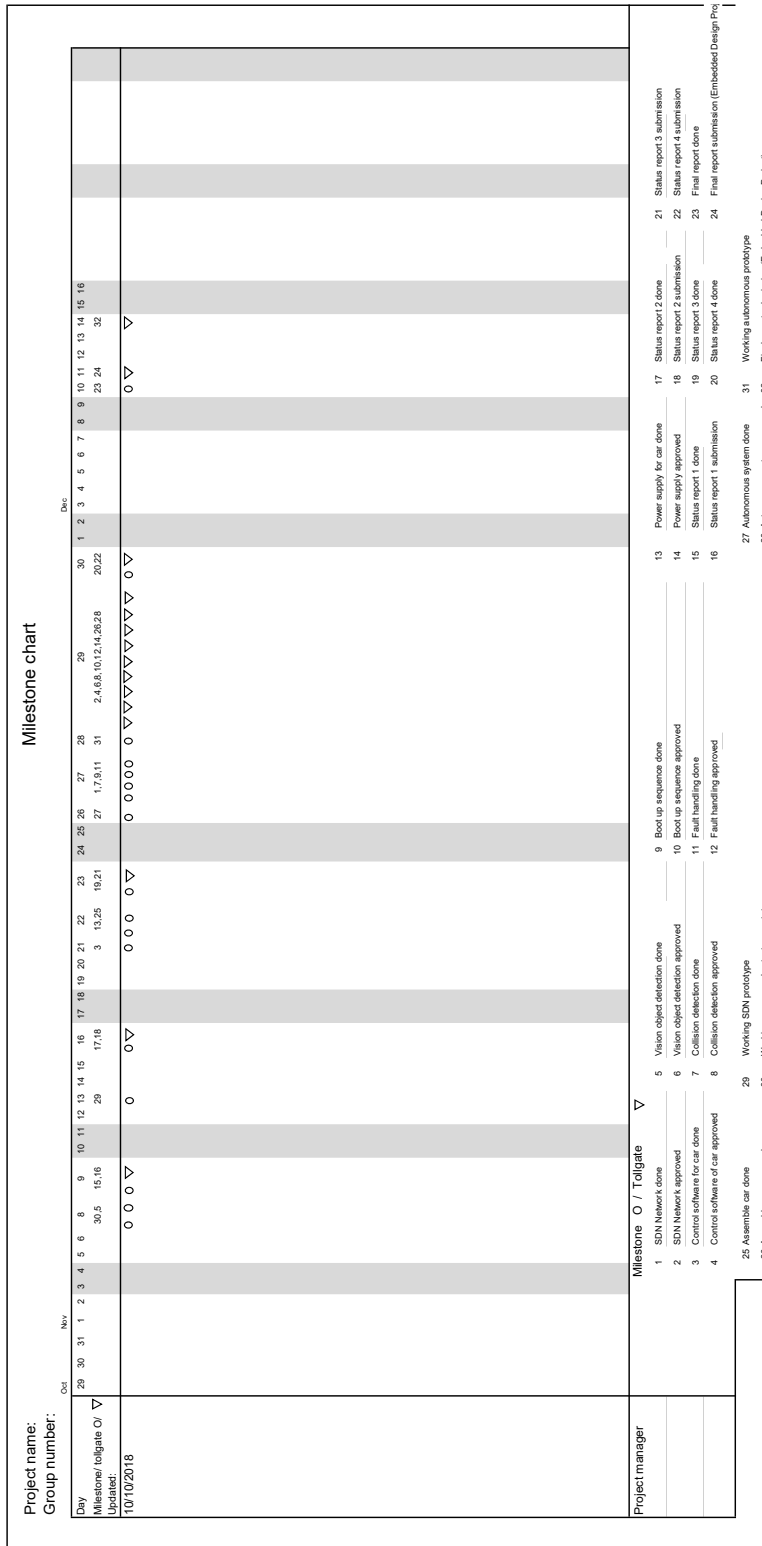 Milestone chart
Project name:
Group number:
Oct Nov Dec
Day 29 30 31 1 2 3 4 5 6 8 9 10 11 12 13 14 15 16 17 18 19 20 21 22 23 24 25 26 27 28 29 30 1 2 3 4 5 6 7 8 9 10 11 12 13 14 15 16
Milestone/ tollgate O/ ▽ 30,5 15,16 29 17,18 3 13,25 19,21 27 1,7,9,11 31 2,4,6,8,10,12,14,26,28 20,22 23 24 32
Updated:
10/10/2018
Project manager
Milestone O / Tollgate ▽
1 SDN Network done
2 SDN Network approved
3 Control software for car done
4 Control software of car approved
5 Vision object detection done
6 Vision object detection approved
7 Collision detection done
8 Collision detection approved
9 Boot up sequence done
10 Boot up sequence approved
11 Fault handling done
12 Fault handling approved
13 Power supply for car done
14 Power supply approved
15 Status report 1 done
16 Status report 1 submission
17 Status report 2 done
18 Status report 2 submission
19 Status report 3 done
20 Status report 4 done
21 Status report 3 submission
22 Status report 4 submission
23 Final report done
24 Final report submission (Embedded Design Proj
25 Assemble car done
29 Working SDN prototype
27 Autonomous system done
31 Working autonomous prototype